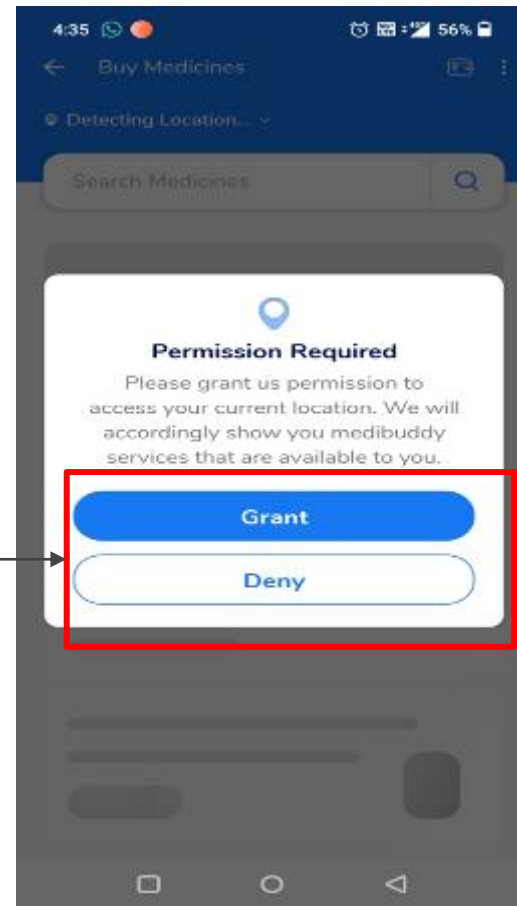 4:35 56%
Buy Medicines
Detecting Location...
Search Medicines
Permission Required
Please grant us permission to
access your current location. We will
accordingly show you medibuddy
services that are available to you.
Grant
Deny